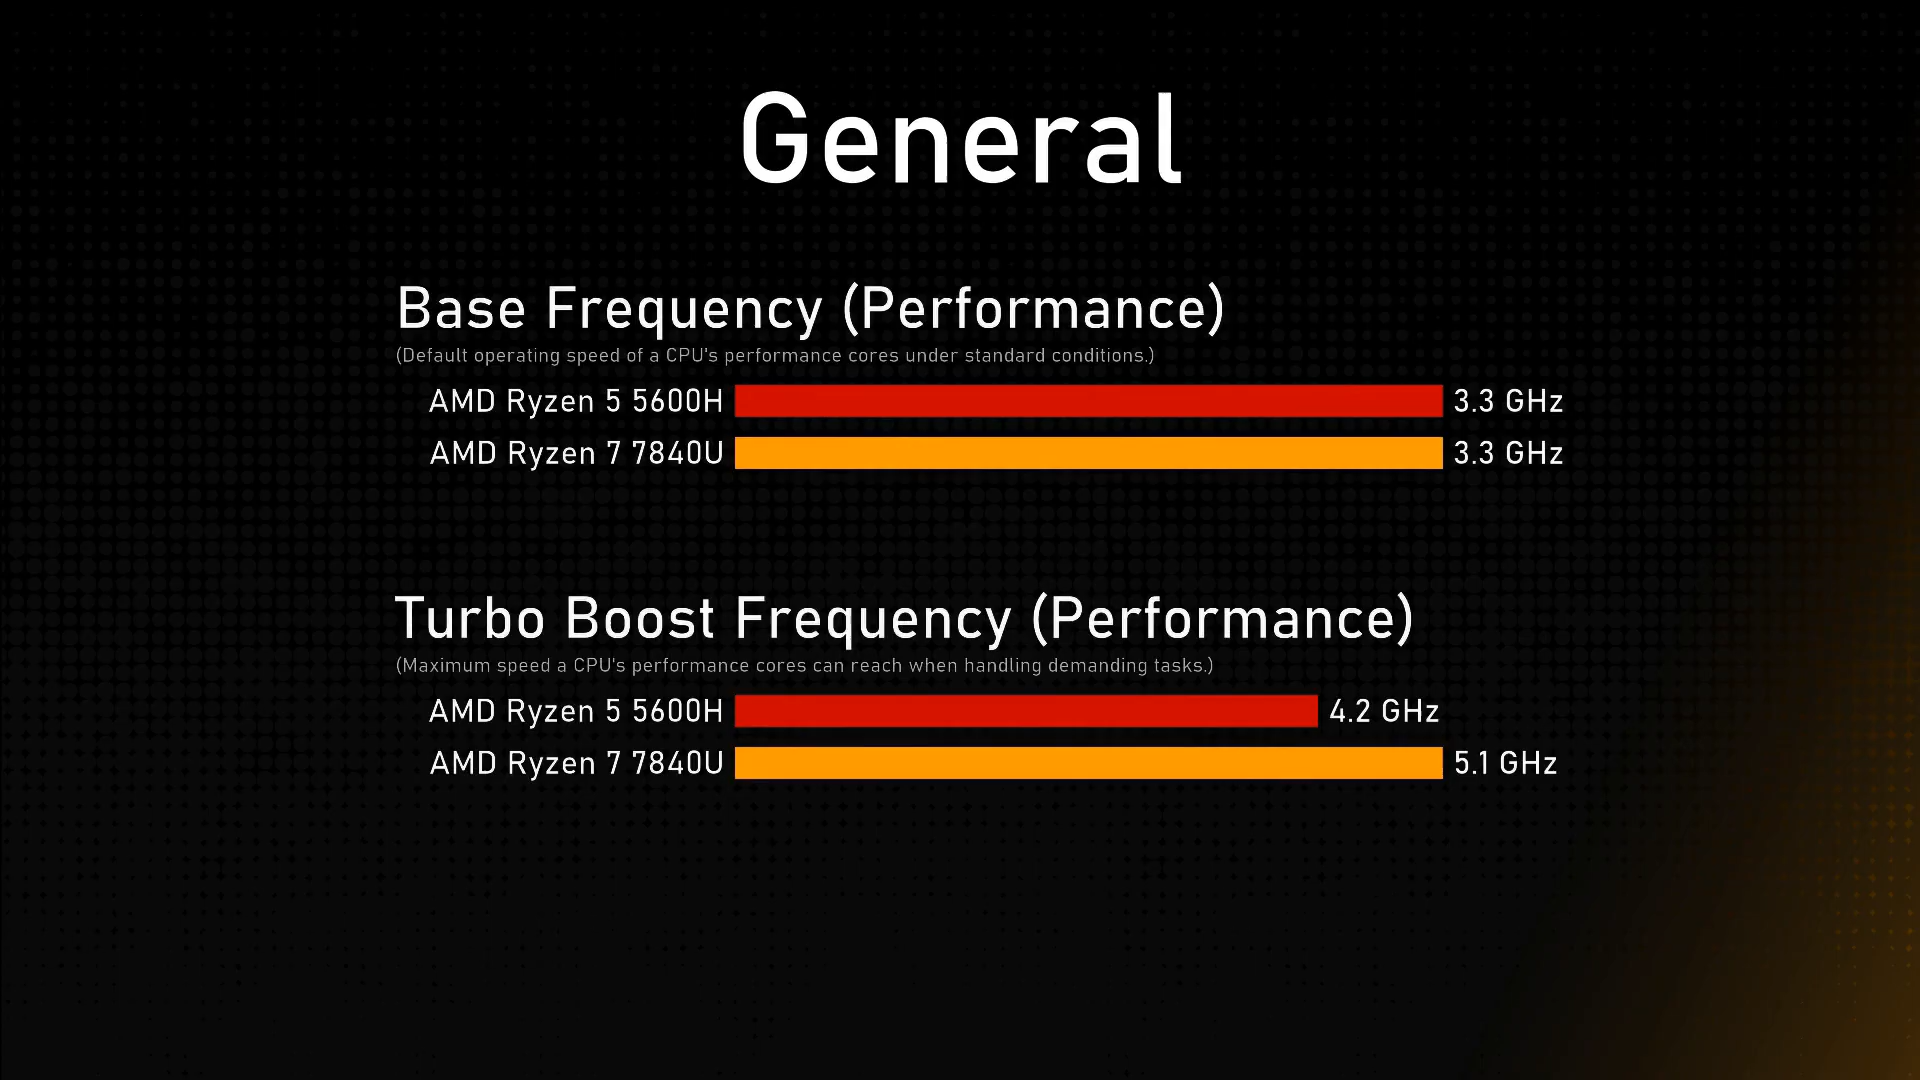 General
Base Frequency (Performance)
(Default operating speed of a CPU's performance cores under standard conditions.)
AMD Ryzen 5 5600H 3.3 GHz
AMD Ryzen 7 7840U 3.3 GHz
Turbo Boost Frequency (Performance)
(Maximum speed a CPU's performance cores can reach when handling demanding tasks.)
AMD Ryzen 5 5600H 4.2 GHz
AMD Ryzen 7 7840U 5.1 GHz